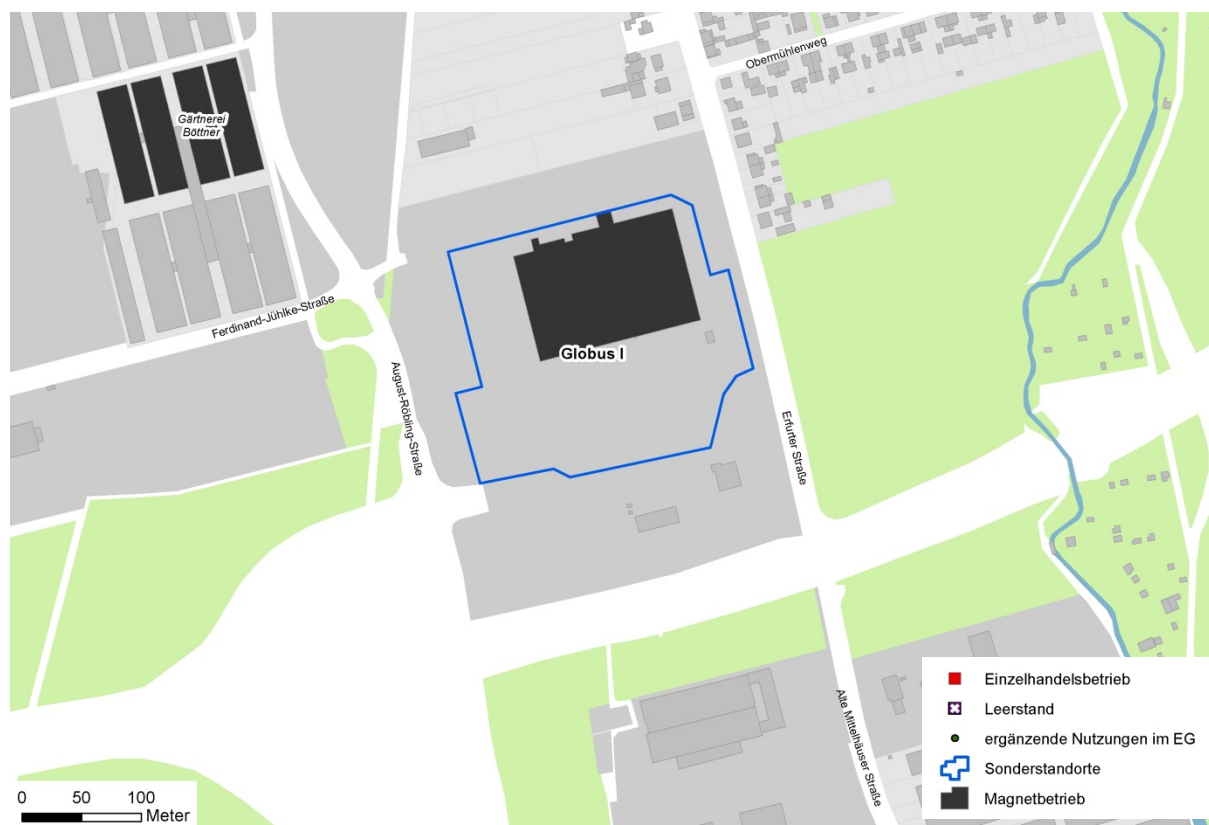 Obermühlenweg
Gärtnerei
Böttner
Ferdinand-Jühlke-Straße
August-Röbling-Straße
Globus I
Erfurter Straße
Alte Mittelhäuser Straße
Einzelhandelsbetrieb
Leerstand
ergänzende Nutzungen im EG
Sonderstandorte
Magnetbetrieb
0 50 100
Meter